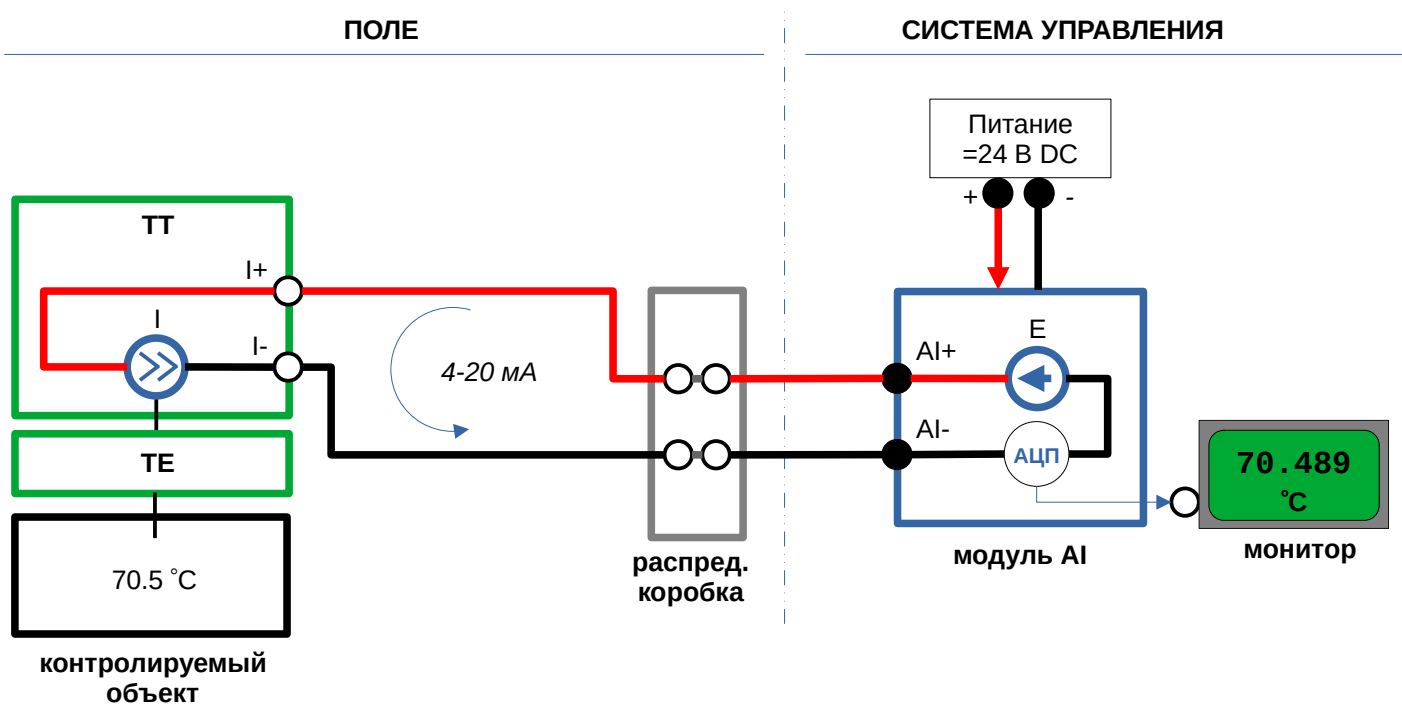 ПОЛЕ
СИСТЕМА УПРАВЛЕНИЯ
Питание
=24 В DC
+
-
TT
I+
I
I-
4-20 мА
E
AI+
AI-
АЦП
TE
70.5 °C
70.489
°C
распред.
коробка
модуль AI
монитор
контролируемый
объект